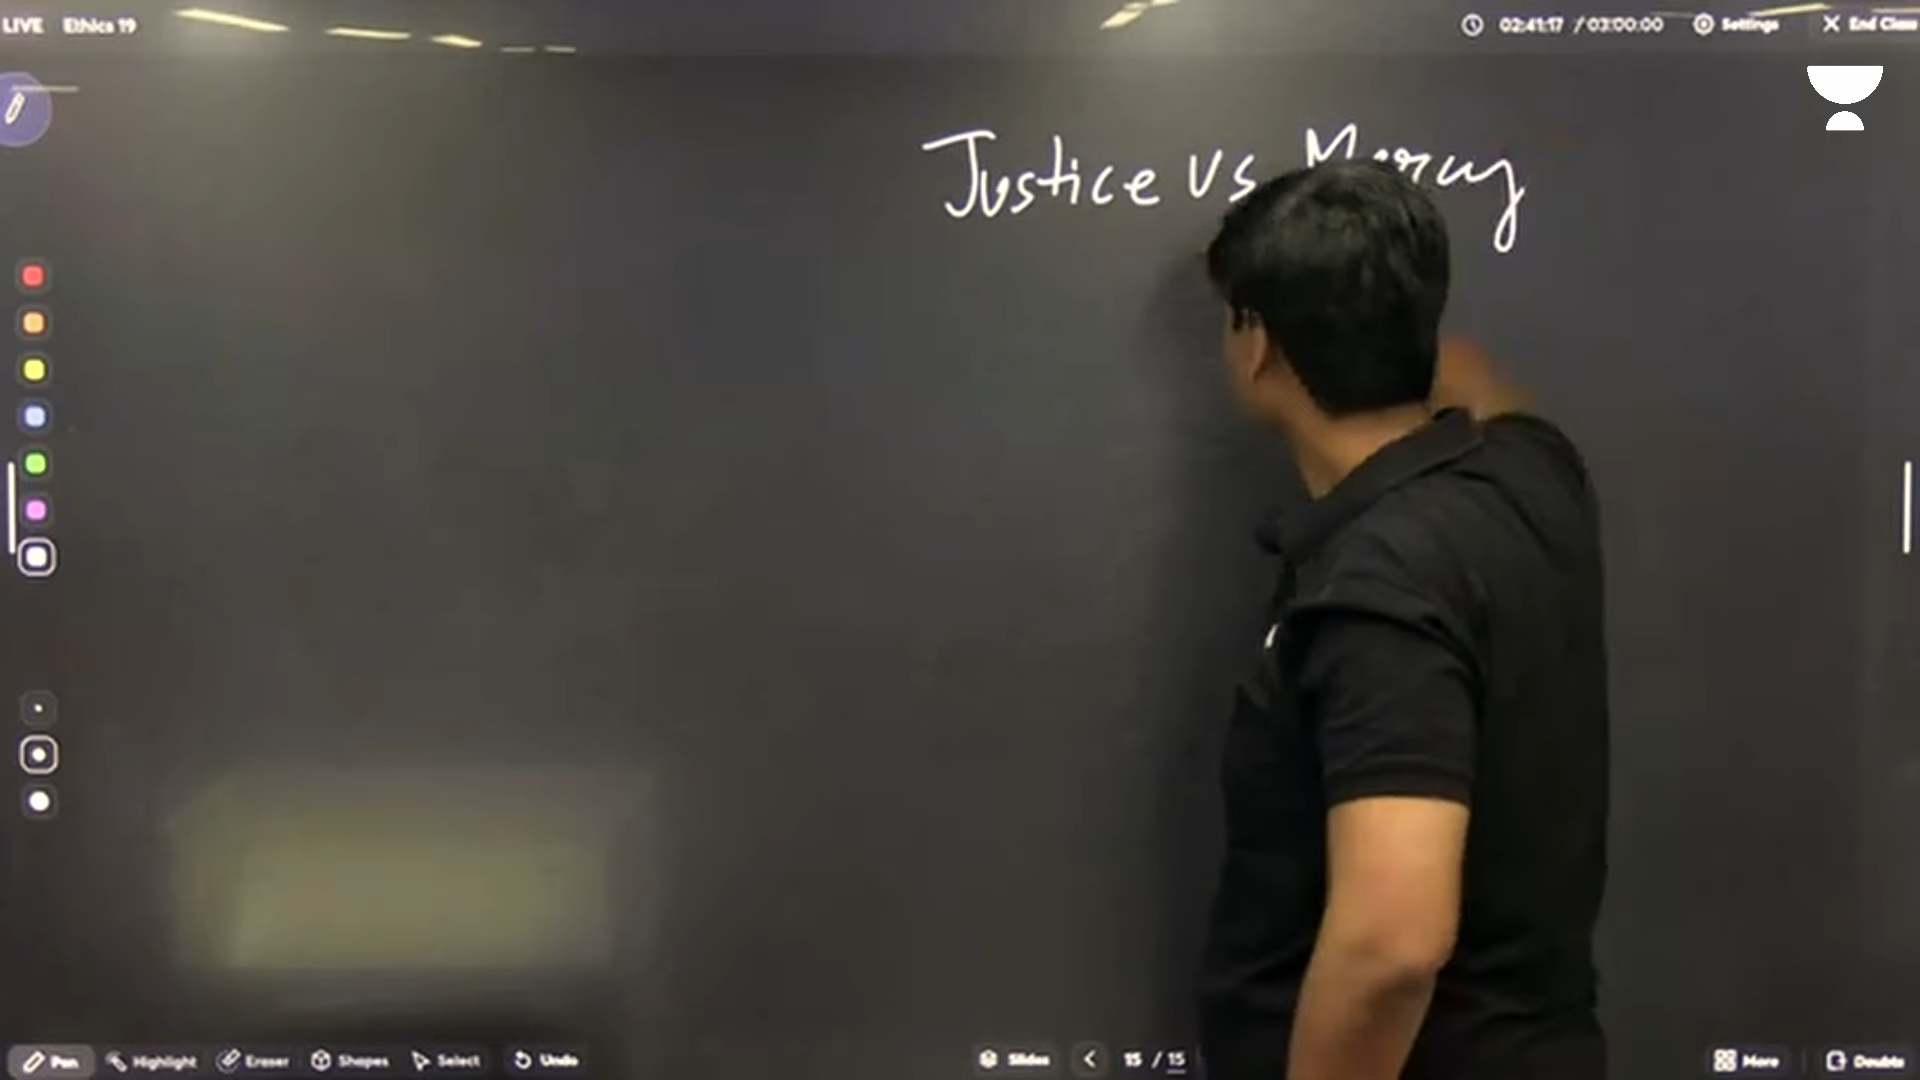 LIVE Ethics 19
02:41:17 / 03:00:00 Settings End Class
Justice vs Mercy
Pen Highlight Eraser Shapes Select Undo
Slides 15 / 15
More Doubts